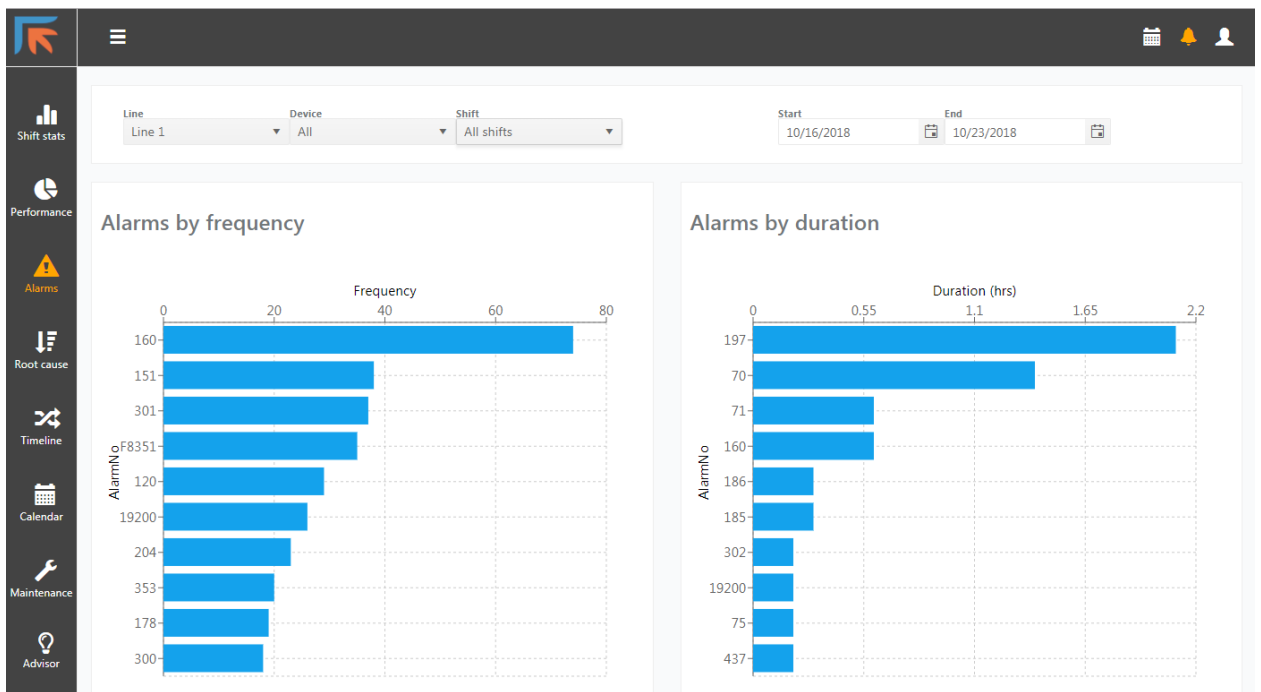 Shift stats
Performance
Alarms
Root cause
Timeline
Calendar
Maintenance
Advisor
Line Device Shift Start End
Line 1 All All shifts 10/16/2018 10/23/2018
Alarms by frequency
Frequency
0 20 40 60 80
AlarmNo
160
151
301
F8351
120
19200
204
353
178
300
Alarms by duration
Duration (hrs)
0 0.55 1.1 1.65 2.2
AlarmNo
197
70
71
160
186
185
302
19200
75
437